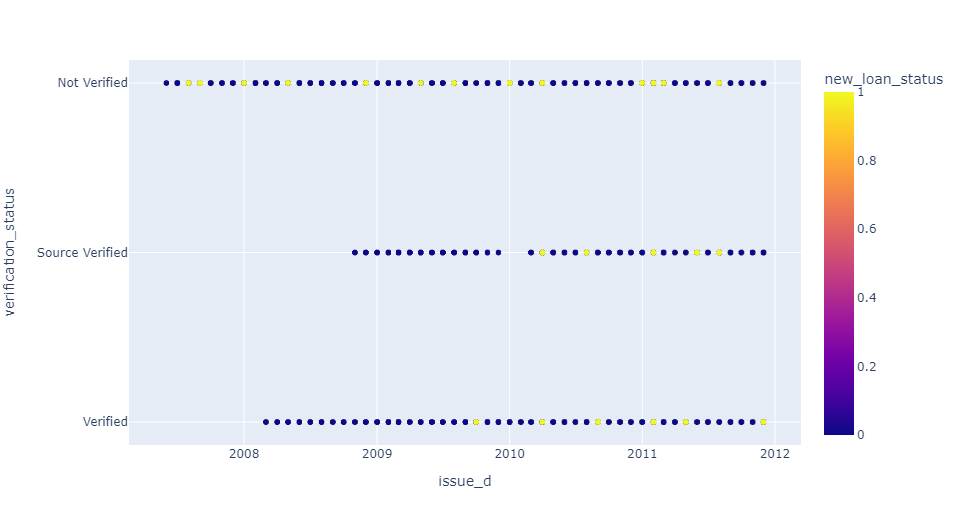 new_loan_status
Not Verified
Source Verified
Verified
verification_status
2008
2009
2010
2011
2012
issue_d
1
0.8
0.6
0.4
0.2
0